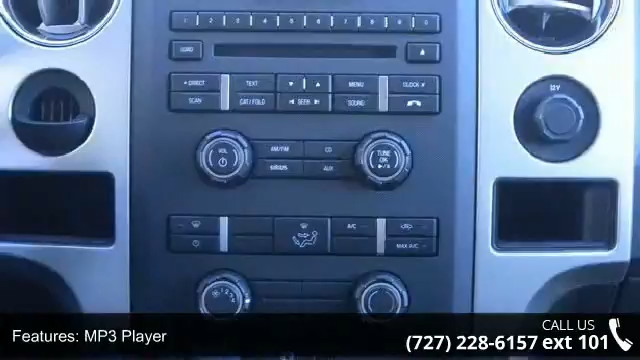 1 2 3 4 5 6 7 8 9 0
LOAD
DIRECT TEXT MENU CLOCK
SCAN CAT/FOLD SEEK SOUND
VOL AM/FM CD TUNE
SIRIUS AUX OK
12V
A/C
MAX A/C
Features: MP3 Player
CALL US
(727) 228-6157 ext 101